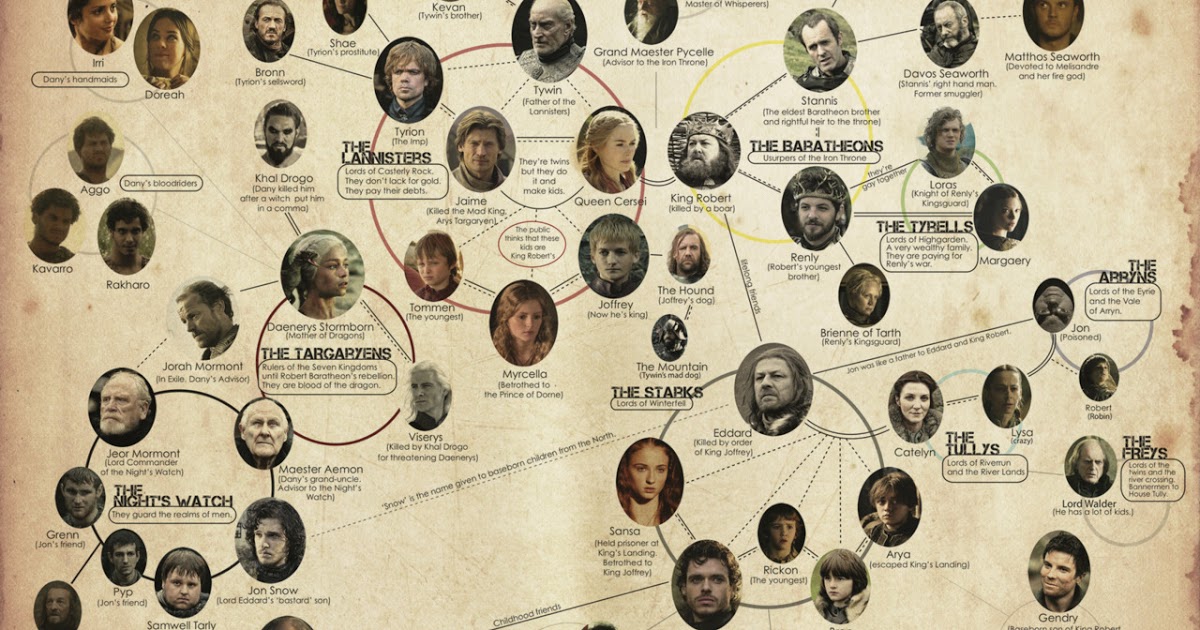 Kevan
(Tywin's brother)
Master of Whisperers)
Irri
Dany's handmaids
Doreah
Bronn
(Tyrion's sellsword)
Shae
(Tyrion's prostitute)
Tyrion
(The Imp)
Tywin
(Father of the
Lannisters)
Grand Maester Pycelle
(Advisor to the Iron Throne)
Stannis
(The eldest Baratheon brother
and rightful heir to the throne)
Davos Seaworth
(Stannis' right hand man.
Former smuggler)
Matthos Seaworth
(Devoted to Melisandre
and her fire god)
Aggo
Dany's bloodriders
Kavarro
Rakharo
Khal Drogo
(Dany killed him
after a witch put him
in a coma)
THE
LANNISTERS
Lords of Casterly Rock.
They don't lack for gold.
They pay their debts.
Jaime
(Killed the Mad King,
Arys Targaryen)
They're twins
but they do
it and
make kids.
Queen Cersei
The public
thinks that these
kids are
King Robert's
King Robert
(killed by a boar)
THE BARATHEONS
Usurpers of the Iron Throne
they're
gay together
Loras
(Knight of Renly's
Kingsguard)
Renly
(Robert's youngest
brother)
THE TYRELLS
Lords of Highgarden.
A very wealthy family.
They are paying for
Renly's war.
Margaery
Daenerys Stormborn
(Mother of Dragons)
THE TARGARYENS
Rulers of the Seven Kingdoms
until Robert Baratheon's rebellion.
They are blood of the dragon.
Tommen
(The youngest)
Myrcella
(Betrothed to
the Prince of Dorne)
Joffrey
(Now he's king)
The Hound
(Joffrey's dog)
The Mountain
(Tywin's mad dog)
lifelong friends
Brienne of Tarth
(Renly's Kingsguard)
THE
ARRYNS
Lords of the Eyrie
and the Vale
of Arryn.
Jon
(Poisoned)
Jon was like a father to Eddard and King Robert.
Robert
(Robin)
Jorah Mormont
(In Exile. Dany's Advisor)
Viserys
(Killed by Khal Drogo
for threatening Daenerys)
THE STARKS
Lords of Winterfell
Eddard
(Killed by order
of King Joffrey)
Catelyn
Lysa
(crazy)
THE
TULLYS
Lords of Riverrun
and the River Lands
THE
FREYS
Lords of the
Twins and the
river crossing.
Bannermen to
House Tully.
Lord Walder
(He has a lot of kids.)
Jeor Mormont
(Lord Commander
of the Night's Watch)
Maester Aemon
(Dany's grand-uncle.
Advisor to the Night's
Watch)
THE
NIGHT'S WATCH
They guard the realms of men.
'Snow' is the name given to baseborn children from the North.
Grenn
(Jon's friend)
Pyp
(Jon's friend)
Samwell Tarly
Jon Snow
(Lord Eddard's 'bastard' son)
Sansa
(Held prisoner at
King's Landing.
Betrothed to
King Joffrey)
Rickon
(The youngest)
Arya
(escaped King's Landing)
Childhood friends
Gendry
(Baseborn son of King Robert